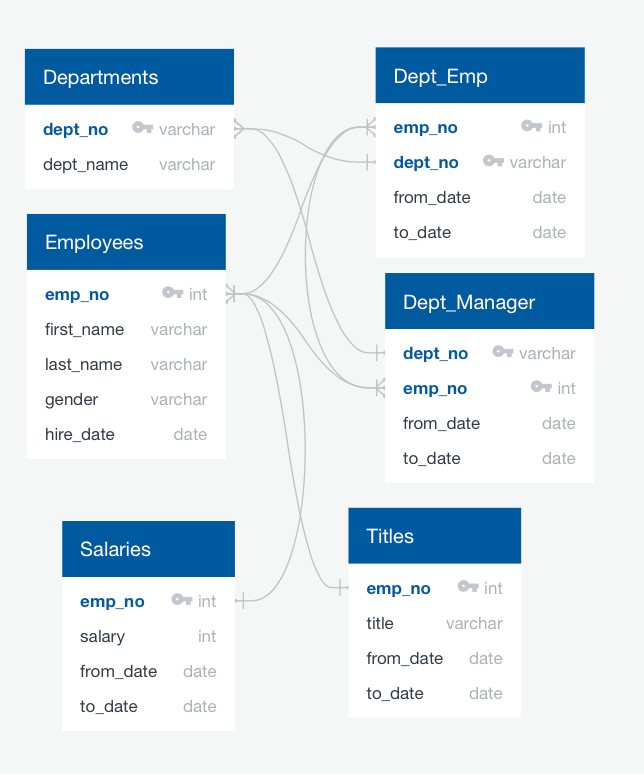 Departments
dept_no varchar
dept_name varchar
Dept_Emp
emp_no int
dept_no varchar
from_date date
to_date date
Employees
emp_no int
first_name varchar
last_name varchar
gender varchar
hire_date date
Dept_Manager
dept_no varchar
emp_no int
from_date date
to_date date
Salaries
emp_no int
salary int
from_date date
to_date date
Titles
emp_no int
title varchar
from_date date
to_date date